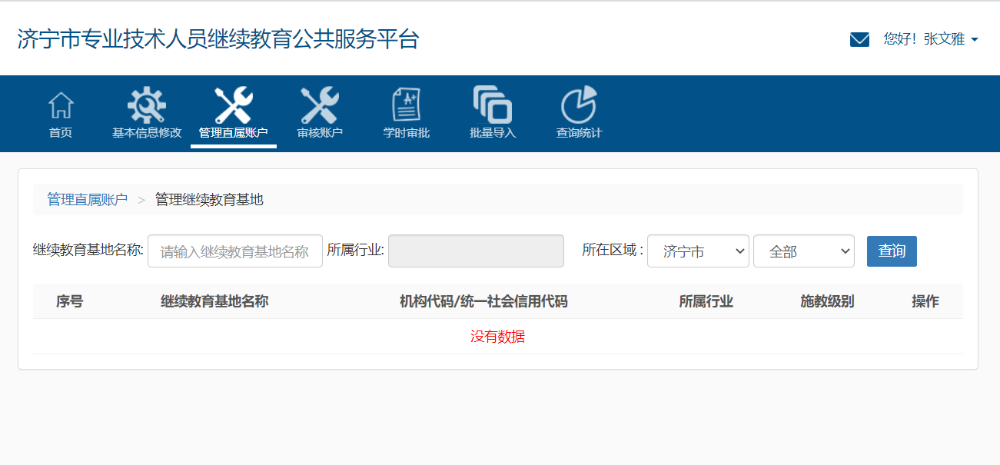 济宁市专业技术人员继续教育公共服务平台
您好！张文雅
首页 基本信息修改 管理直属账户 审核账户 学时审批 批量导入 查询统计
管理直属账户 > 管理继续教育基地
继续教育基地名称: 请输入继续教育基地名称 所属行业: 所在区域 : 济宁市 全部 查询
序号 继续教育基地名称 机构代码/统一社会信用代码 所属行业 施教级别 操作
没有数据